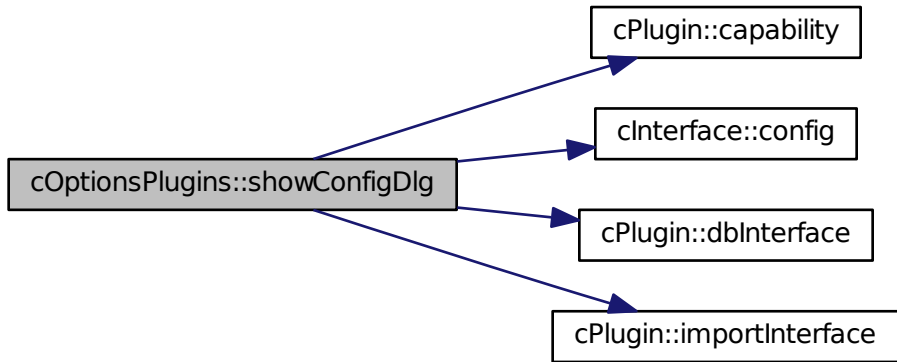 cPlugin::capability
cInterface::config
cOptionsPlugins::showConfigDlg
cPlugin::dbInterface
cPlugin::importInterface